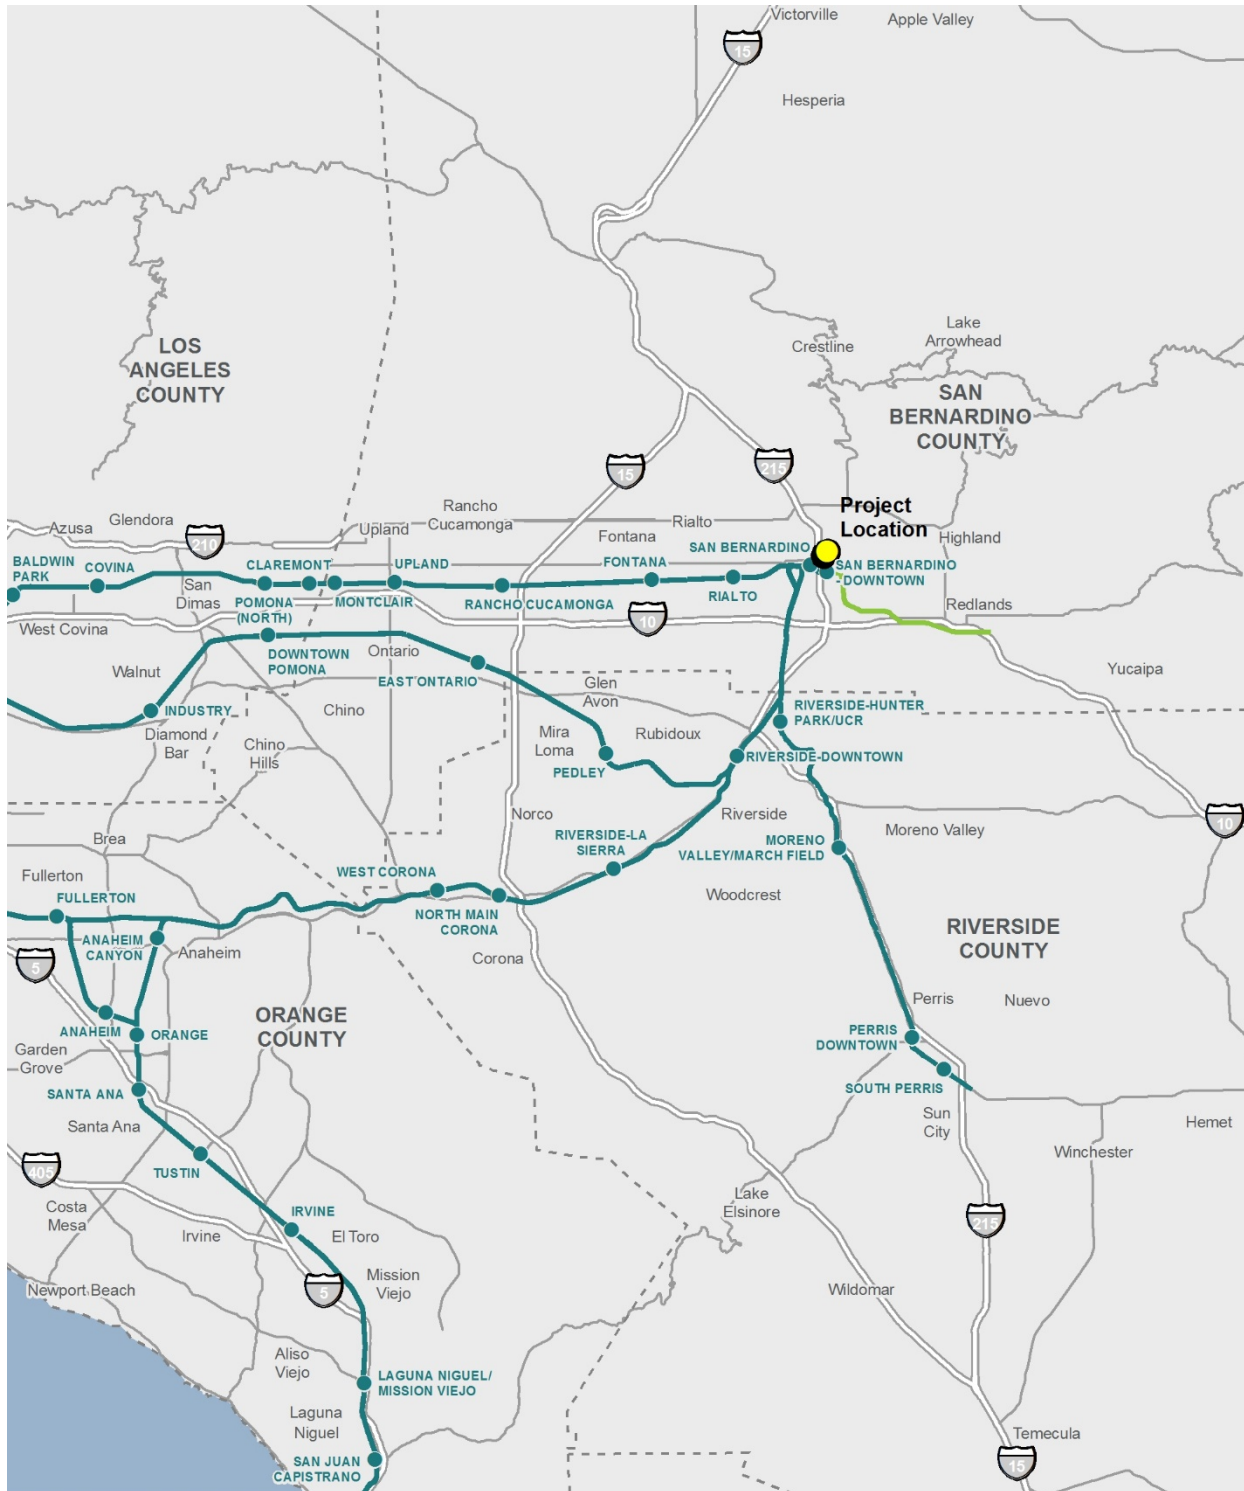 Victorville
Apple Valley
15
Hesperia
Lake
Arrowhead
Crestline
LOS
ANGELES
COUNTY
SAN
BERNARDINO
COUNTY
15
215
Project
Location
Azusa
Glendora
210
Upland
Rancho
Cucamonga
Fontana
Rialto
Highland
SAN BERNARDINO
BALDWIN
PARK
COVINA
CLAREMONT
UPLAND
FONTANA
SAN BERNARDINO
-DOWNTOWN
San
Dimas
POMONA
(NORTH)
MONTCLAIR
RANCHO CUCAMONGA
RIALTO
10
Redlands
West Covina
DOWNTOWN
POMONA
Ontario
EAST ONTARIO
Walnut
Yucaipa
Glen
Avon
INDUSTRY
Chino
RIVERSIDE-HUNTER
PARK/UCR
Diamond
Bar
Chino
Hills
Mira
Loma
Rubidoux
PEDLEY
RIVERSIDE-DOWNTOWN
Norco
Riverside
10
Brea
RIVERSIDE-LA
SIERRA
MORENO
VALLEY/MARCH FIELD
Moreno Valley
Fullerton
WEST CORONA
FULLERTON
Woodcrest
NORTH MAIN
CORONA
RIVERSIDE
COUNTY
ANAHEIM
CANYON
Anaheim
5
Corona
Perris
Nuevo
ORANGE
COUNTY
ANAHEIM
ORANGE
PERRIS
DOWNTOWN
Garden
Grove
SANTA ANA
SOUTH PERRIS
Santa Ana
Sun
City
Hemet
TUSTIN
405
Winchester
Costa
Mesa
Irvine
IRVINE
El Toro
Lake
Elsinore
215
Newport Beach
Mission
Viejo
5
Wildomar
Aliso
Viejo
LAGUNA NIGUEL/
MISSION VIEJO
Laguna
Niguel
Temecula
SAN JUAN
CAPISTRANO
15